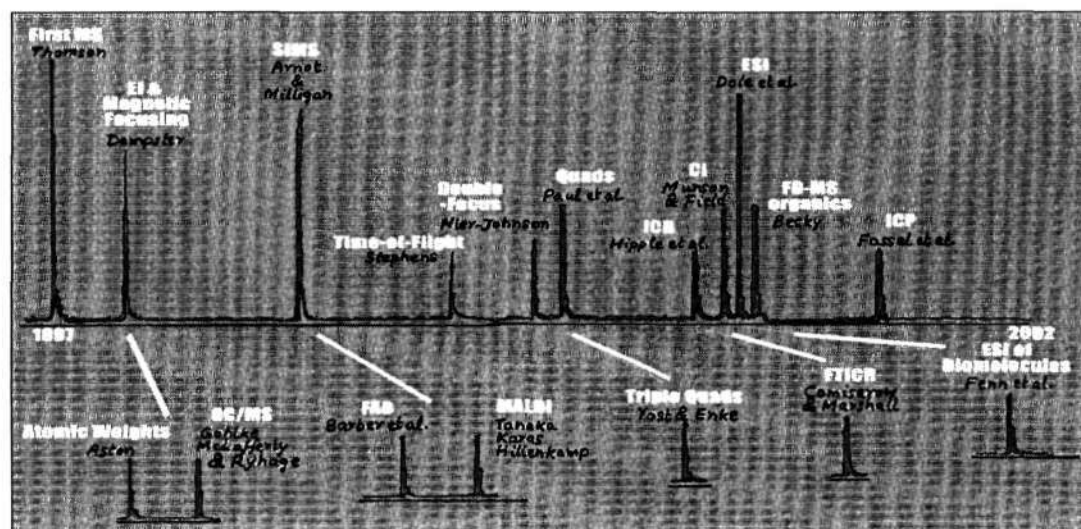 First MS
Thomson
EI &
Magnetic
Focusing
Dempster
SIMS
Arnot
&
Milligan
Time-of-Flight
Stephens
Double
-Focus
Nier-Johnson
Quads
Paul et al
ICR
Hipple et al.
CI
Munson
& Field
ESI
Dole et al
FD-MS
organics
Becky
ICP
Fassel et al.
1897
2002
Atomic Weights
Aston
GC/MS
Gohlke
McLafferty
& Ryhage
FAB
Barber et al.
MALDI
Tanaka
Karas
Hillenkamp
Triple Quads
Yost & Enke
FTICR
Comisarow
& Marshall
ESI of
Biomolecules
Fenn et al.